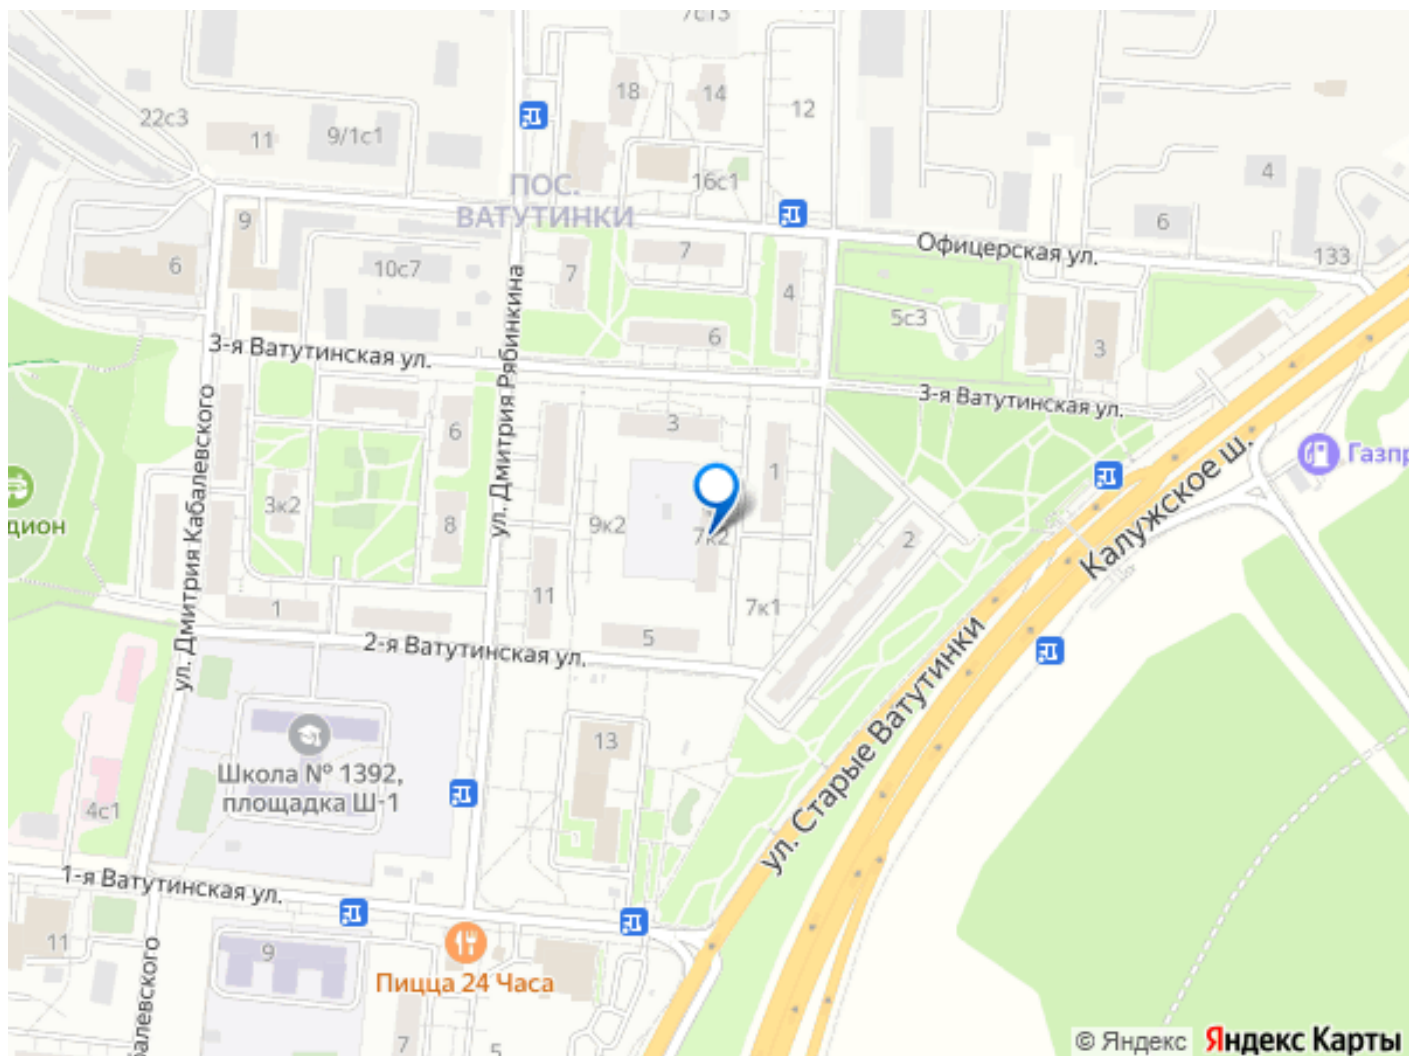 7с13
18
14
12
22с3
11
9/1с1
16с1
4
ПОС.
ВАТУТИНКИ
6
9
Офицерская ул.
133
6
10с7
7
7
4
5с3
3
6
3-я Ватутинская ул.
ул. Дмитрия Рябинкина
3-я Ватутинская ул.
ул. Дмитрия Кабалевского
6
3
1
Калужское ш.
Газпр
3к2
8
9к2
7к2
2
дион
11
7к1
1
5
2-я Ватутинская ул.
ул. Старые Ватутинки
13
Школа № 1392,
площадка Ш-1
4с1
1-я Ватутинская ул.
11
9
балевского
Пицца 24 Часа
7
5
© Яндекс Яндекс Карты